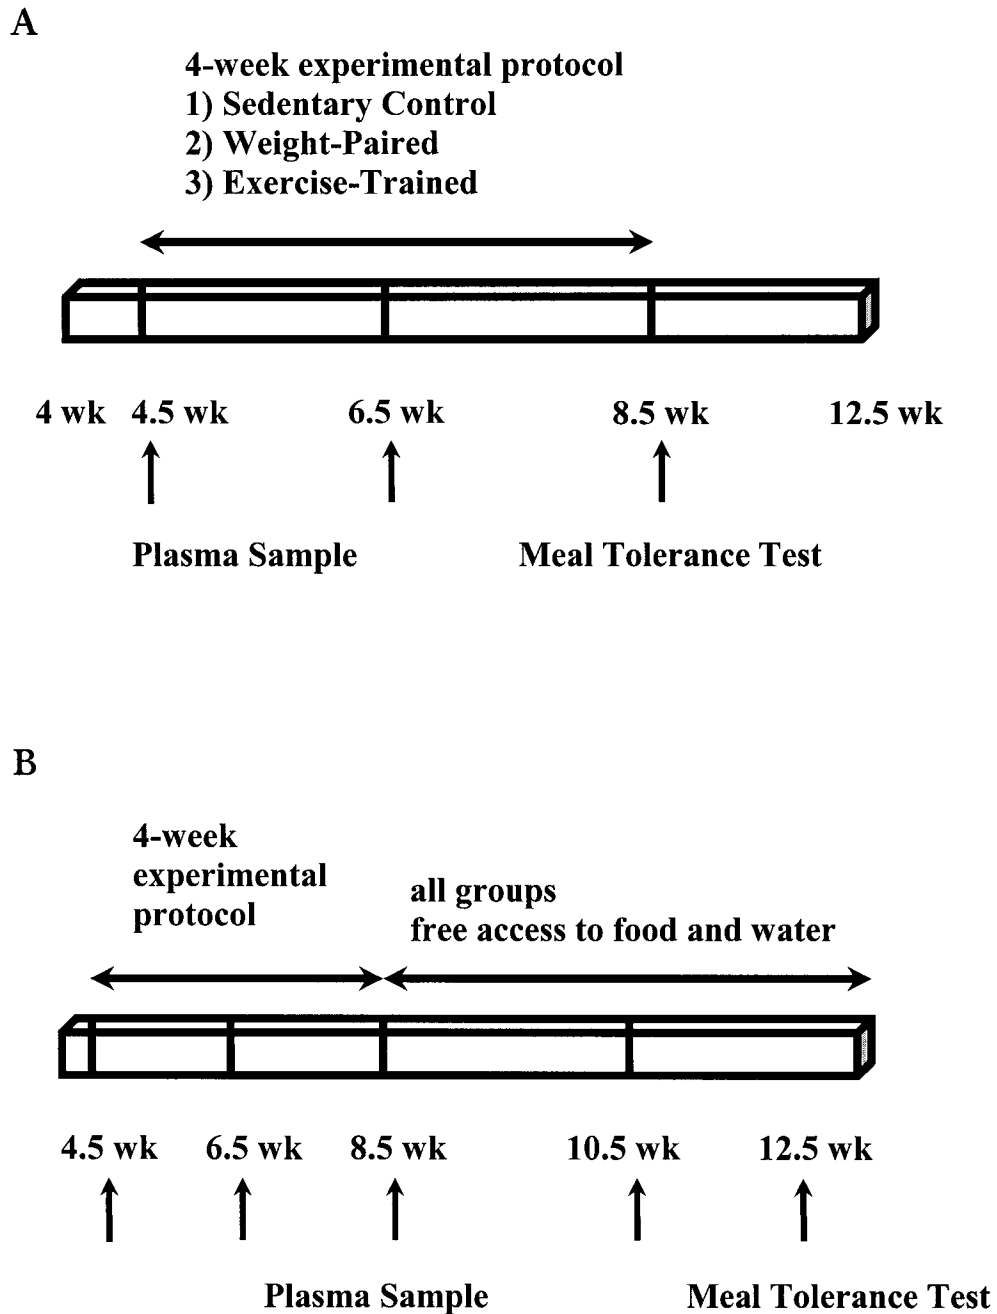 A
4-week experimental protocol
1) Sedentary Control
2) Weight-Paired
3) Exercise-Trained
4 wk 4.5 wk 6.5 wk 8.5 wk 12.5 wk
Plasma Sample Meal Tolerance Test
B
4-week
experimental
protocol
all groups
free access to food and water
4.5 wk 6.5 wk 8.5 wk 10.5 wk 12.5 wk
Plasma Sample Meal Tolerance Test